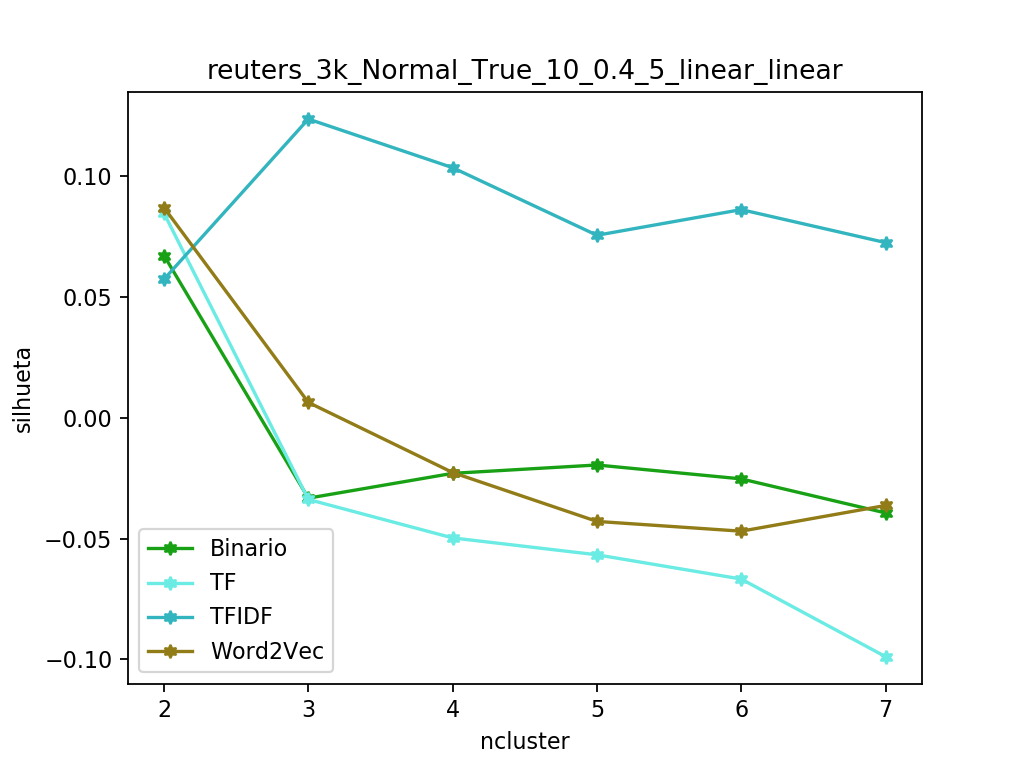 reuters_3k_Normal_True_10_0.4_5_linear_linear
0.10
0.05
0.00
−0.05
−0.10
silhueta
Binario
TF
TFIDF
Word2Vec
2 3 4 5 6 7
ncluster